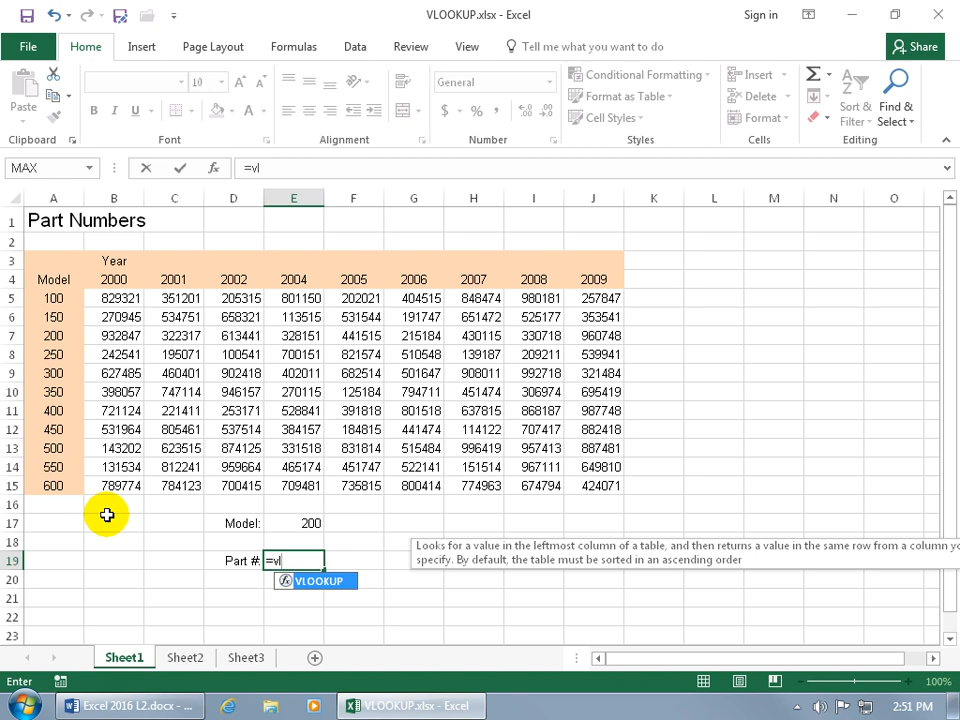 VLOOKUP.xlsx - Excel
Sign in
File Home Insert Page Layout Formulas Data Review View Tell me what you want to do Share
10 General Conditional Formatting Insert
Format as Table Delete
Paste B I U A $ % , Cell Styles Format Sort & Filter Find & Select
Clipboard Font Alignment Number Styles Cells Editing
MAX =vl
A B C D E F G H I J K L M N O
1 Part Numbers
2
3 Year
4 Model 2000 2001 2002 2004 2005 2006 2007 2008 2009
5 100 829321 351201 205315 801150 202021 404515 848474 980181 257847
6 150 270945 534751 658321 113515 531544 191747 651472 525177 353541
7 200 932847 322317 613441 328151 441515 215184 430115 330718 960748
8 250 242541 195071 100541 700151 821574 510548 139187 209211 539941
9 300 627485 460401 902418 402011 682514 501647 908011 992718 321484
10 350 398057 747114 946157 270115 125184 794711 451474 306974 695419
11 400 721124 221411 253171 528841 391818 801518 637815 868187 987748
12 450 531964 805461 537514 384157 184815 441474 114122 707417 882418
13 500 143202 623515 874125 331518 831814 515484 996419 957413 887481
14 550 131534 812241 959664 465174 451747 522141 151514 967111 649810
15 600 789774 784123 700415 709481 735815 800414 774963 674794 424071
16
17 Model: 200
18
Looks for a value in the leftmost column of a table, and then returns a value in the same row from a column yo
19 Part #: =vl
specify. By default, the table must be sorted in an ascending order
20 VLOOKUP
21
22
23
Sheet1 Sheet2 Sheet3
Enter 100%
Excel 2016 L2.docx - ... VLOOKUP.xlsx - Excel 2:51 PM